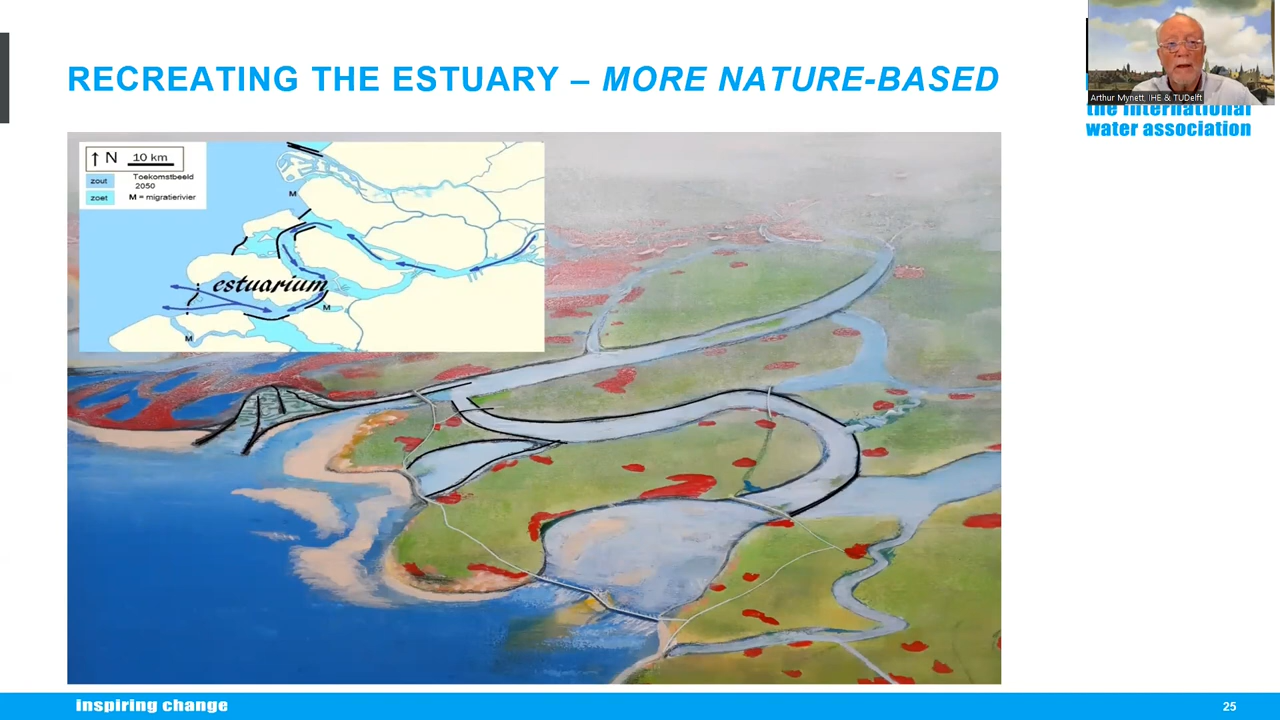 RECREATING THE ESTUARY – MORE NATURE-BASED
Arthur Mynett, IHE & TUDelft
the international
water association
N 10 km
zout
Toekomstbeeld
2050
zoet
M = migratierivier
M
estuarium
M
M
inspiring change
25